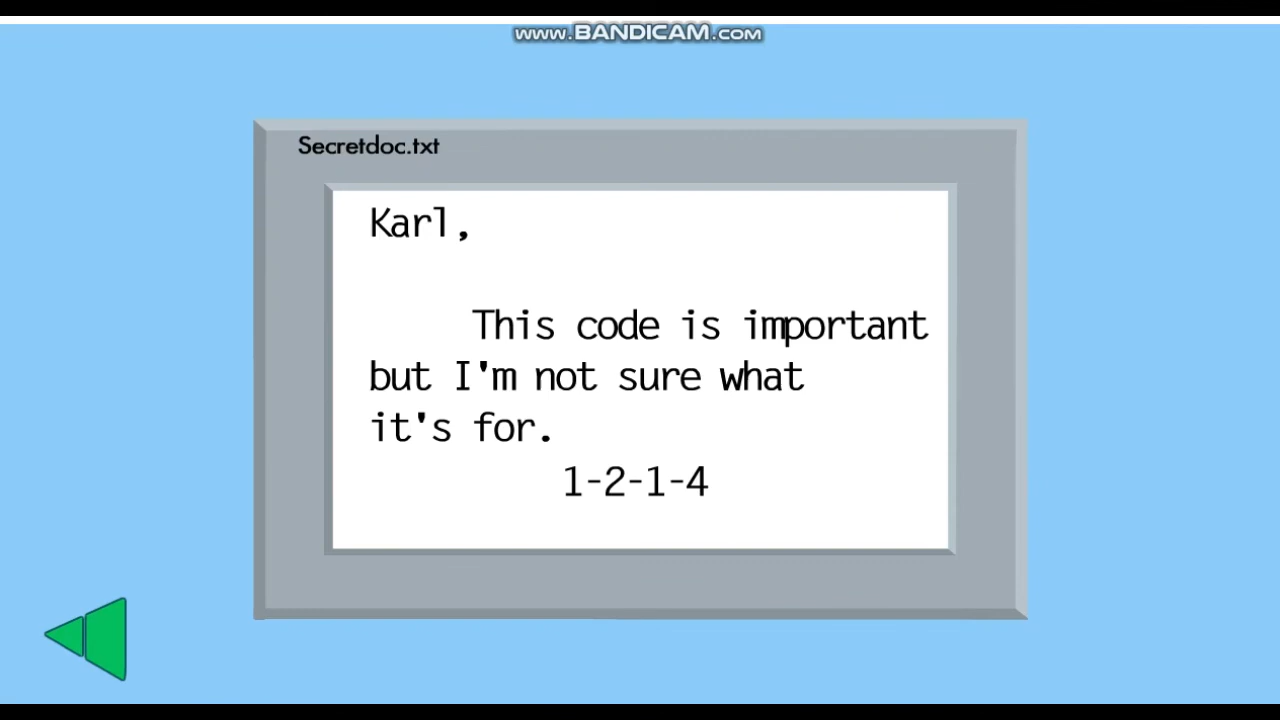 www.BANDICAM.com
Secretdoc.txt
Karl,
This code is important
but I'm not sure what
it's for.
1-2-1-4